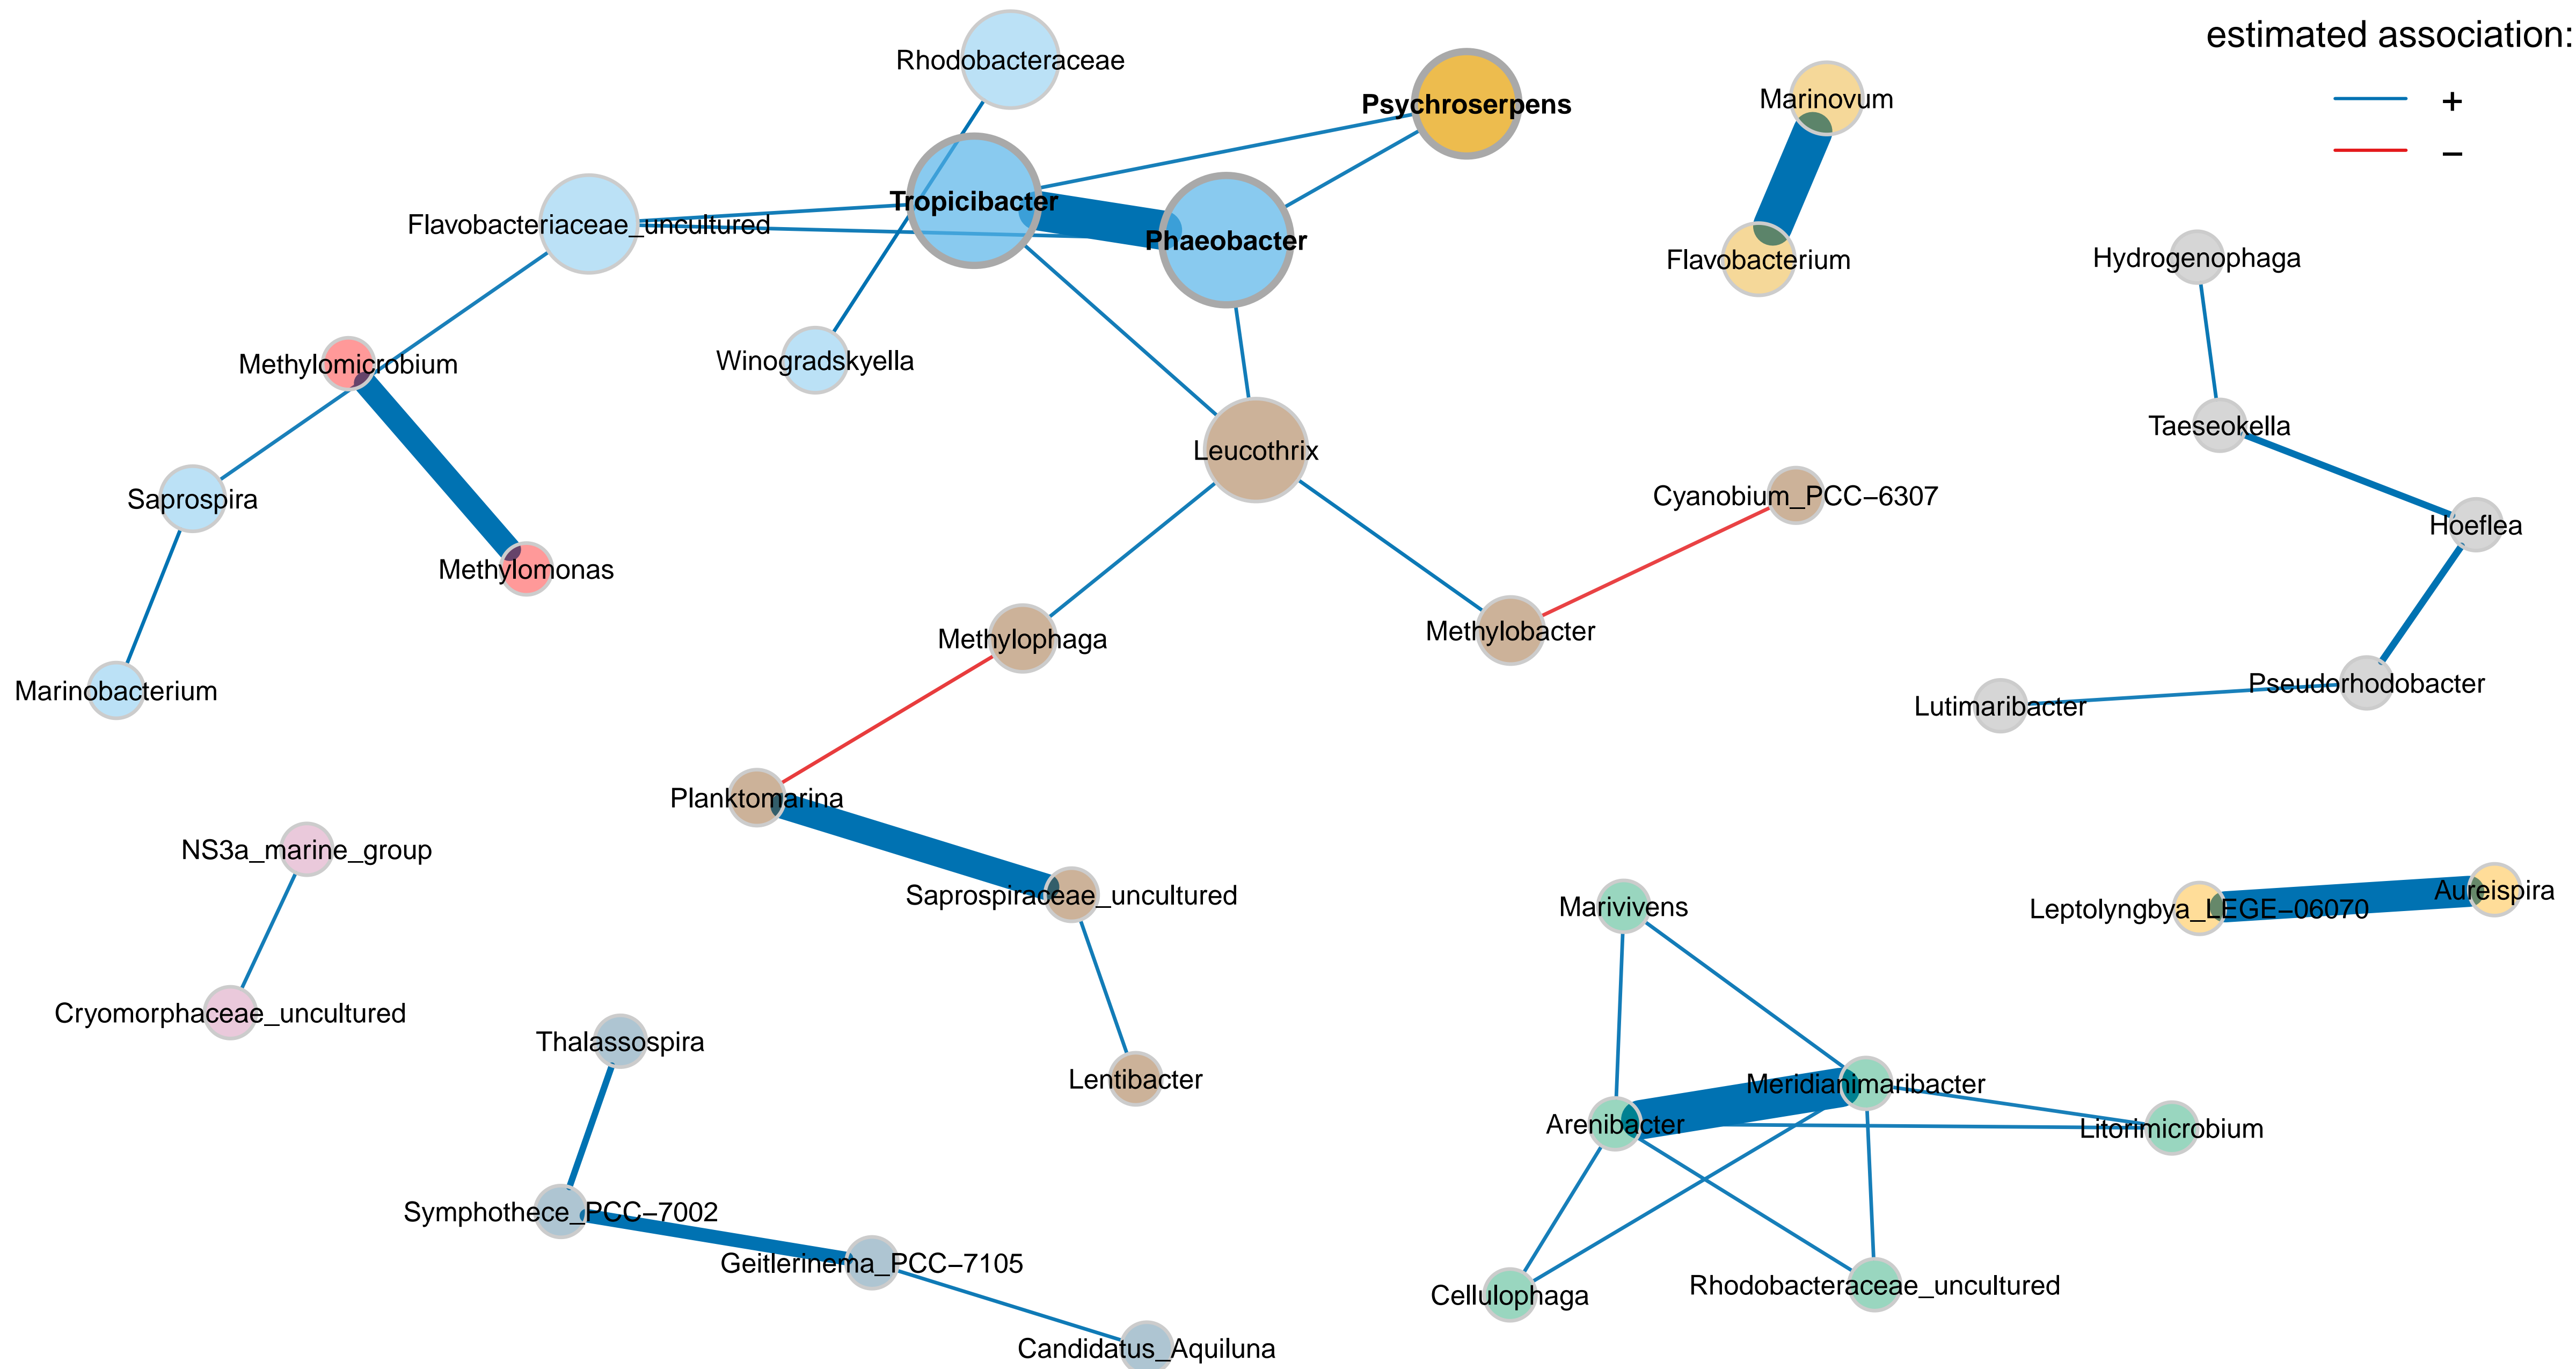 estimated association:
+
−
Rhodobacteraceae
Psychroserpens
Marinovum
Tropicibacter
Flavobacteriaceae_uncultured
Phaeobacter
Flavobacterium
Hydrogenophaga
Methylomicrobium
Winogradskyella
Taeseokella
Leucothrix
Saprospira
Cyanobium_PCC−6307
Hoeflea
Methylomonas
Methylophaga
Methylobacter
Marinobacterium
Pseudorhodobacter
Lutimaribacter
Planktomarina
NS3a_marine_group
Saprospiraceae_uncultured
Marivivens
Leptolyngbya_LEGE−06070
Aureispira
Cryomorphaceae_uncultured
Thalassospira
Lentibacter
Meridianimaribacter
Arenibacter
Litorimicrobium
Symphothece_PCC−7002
Geitlerinema_PCC−7105
Cellulophaga
Rhodobacteraceae_uncultured
Candidatus_Aquiluna